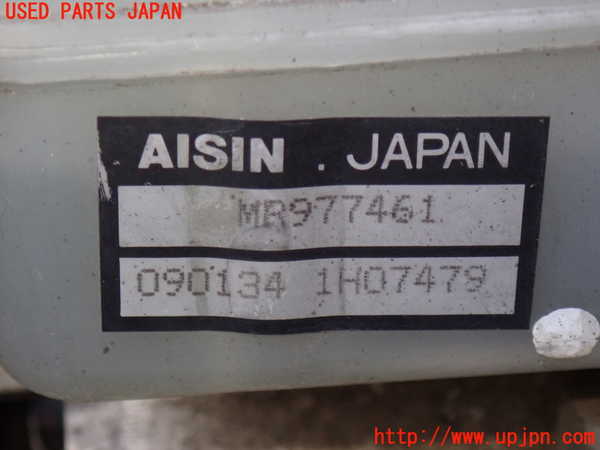 USED PARTS JAPAN
AISIN . JAPAN
MR977461
090134 1H07479
http://www.upjpn.com/